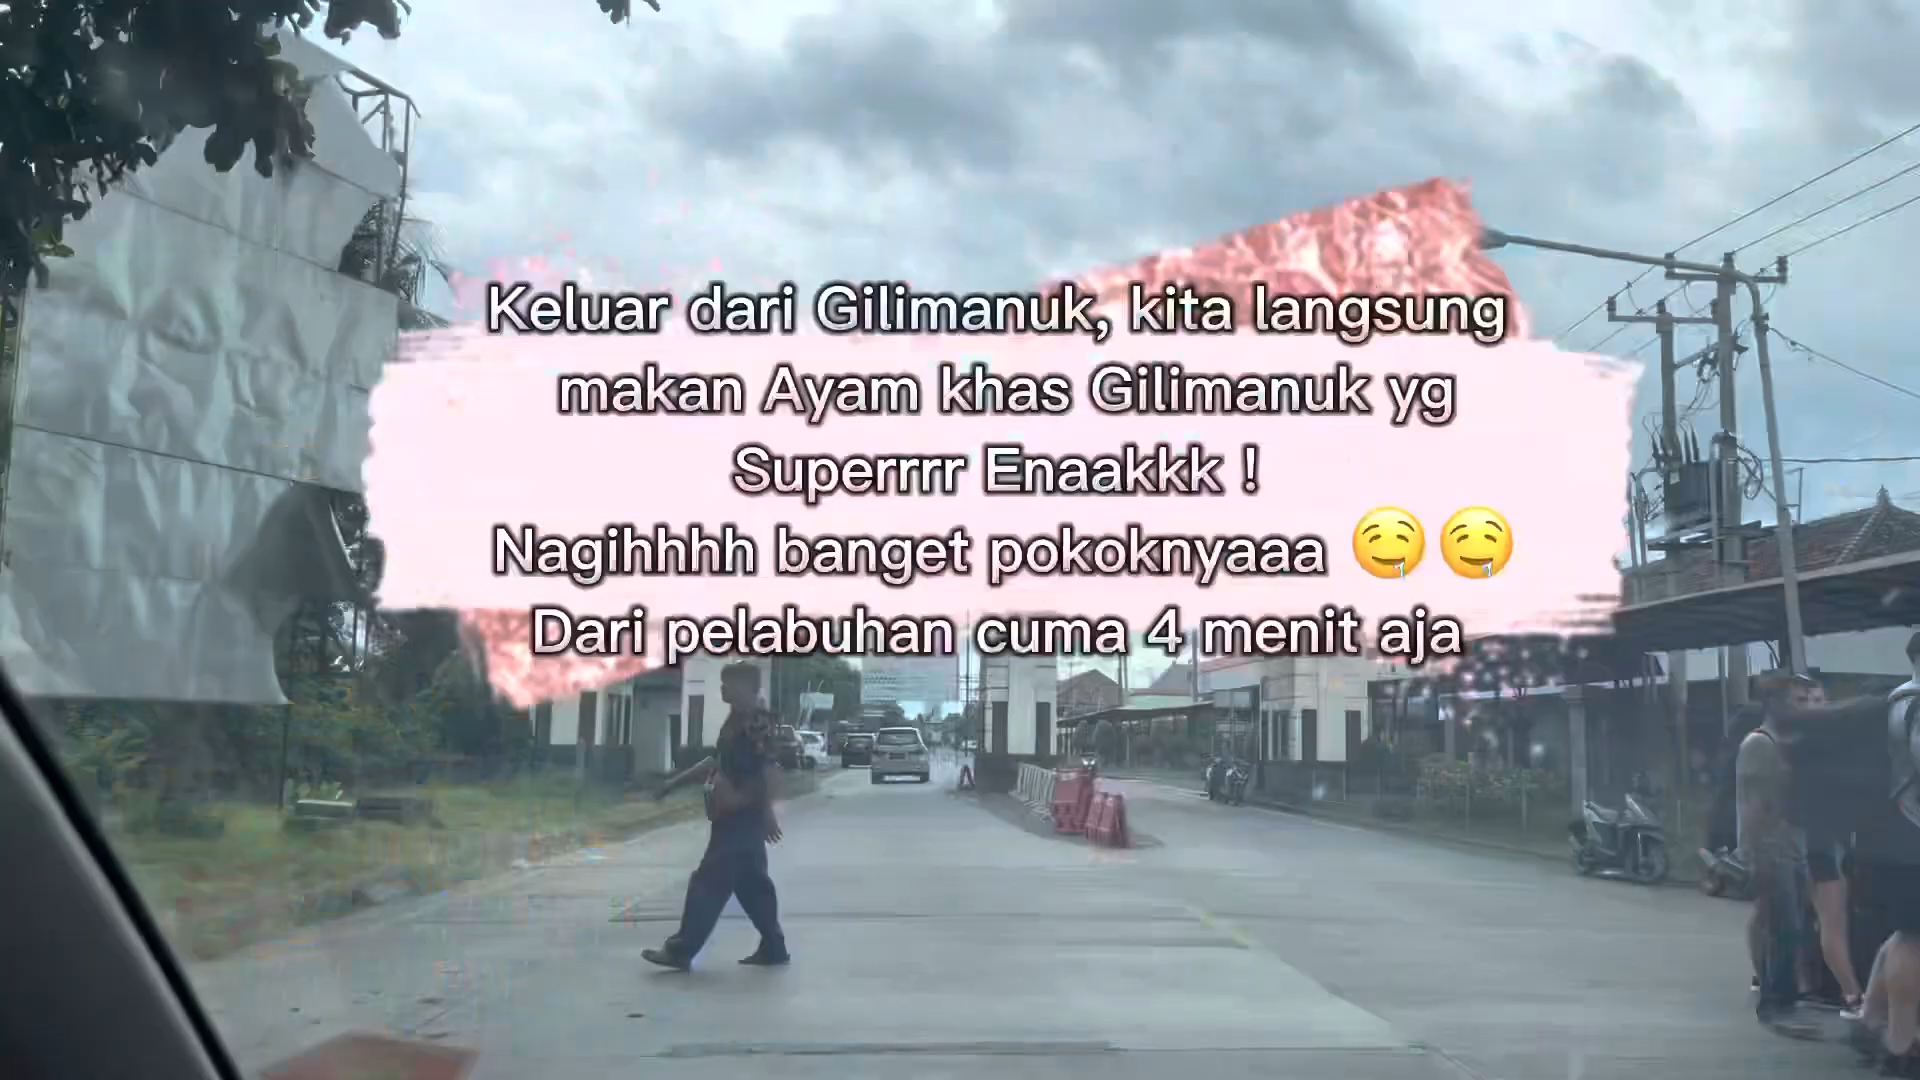 Keluar dari Gilimanuk, kita langsung
makan Ayam khas Gilimanuk yg
Superrrr Enaakkk !
Nagihhhh banget pokoknyaaa 🤤🤤
Dari pelabuhan cuma 4 menit aja